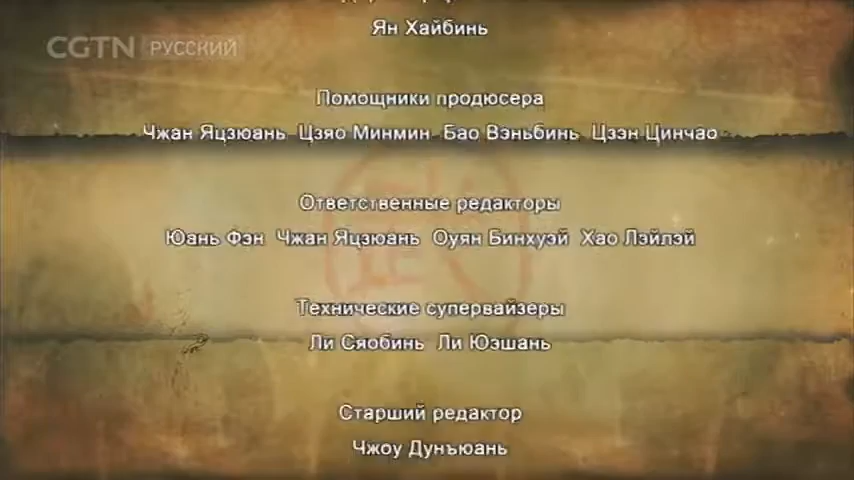 Ян Хайбинь
CGTN РУССКИЙ
Помощники продюсера
Чжан Яцзюань Цзяо Минмин Бао Вэньбинь Цзэн Цинчао
Ответственные редакторы
Юань Фэн Чжан Яцзюань Оуян Бинхуэй Хао Лэйлэй
Технические супервайзеры
Ли Сяобинь Ли Юэшань
Старший редактор
Чжоу Дунъюань